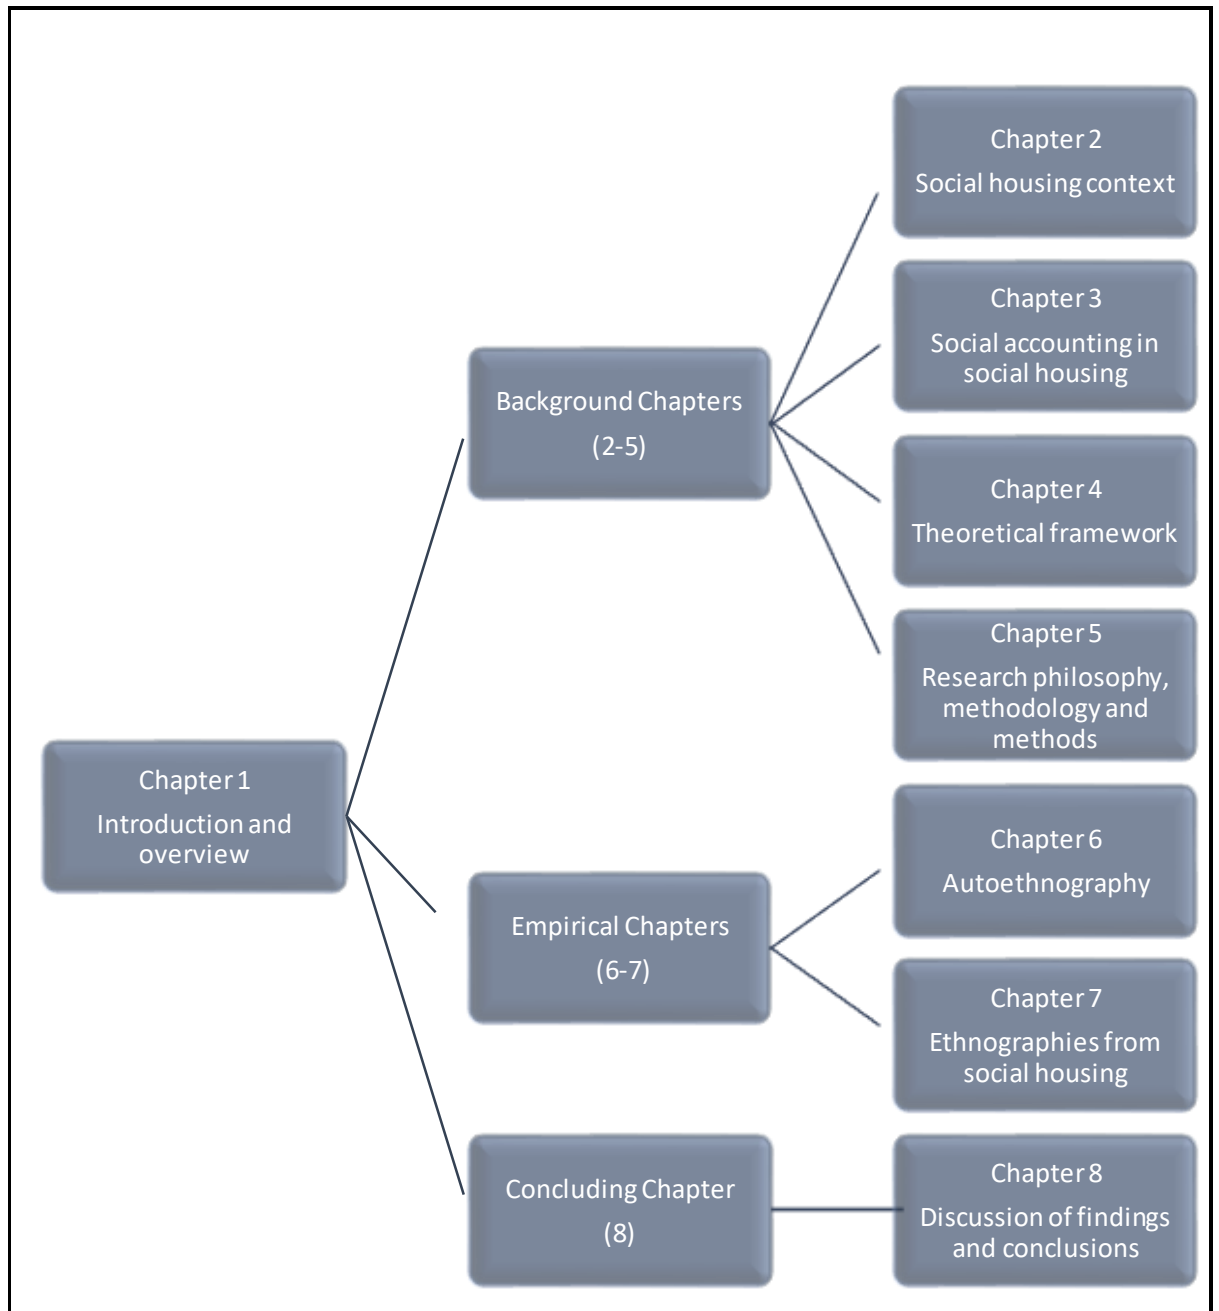 Chapter 1
Introduction and
overview
Background Chapters
(2-5)
Chapter 2
Social housing context
Chapter 3
Social accounting in
social housing
Chapter 4
Theoretical framework
Chapter 5
Research philosophy,
methodology and
methods
Empirical Chapters
(6-7)
Chapter 6
Autoethnography
Chapter 7
Ethnographies from
social housing
Concluding Chapter
(8)
Chapter 8
Discussion of findings
and conclusions